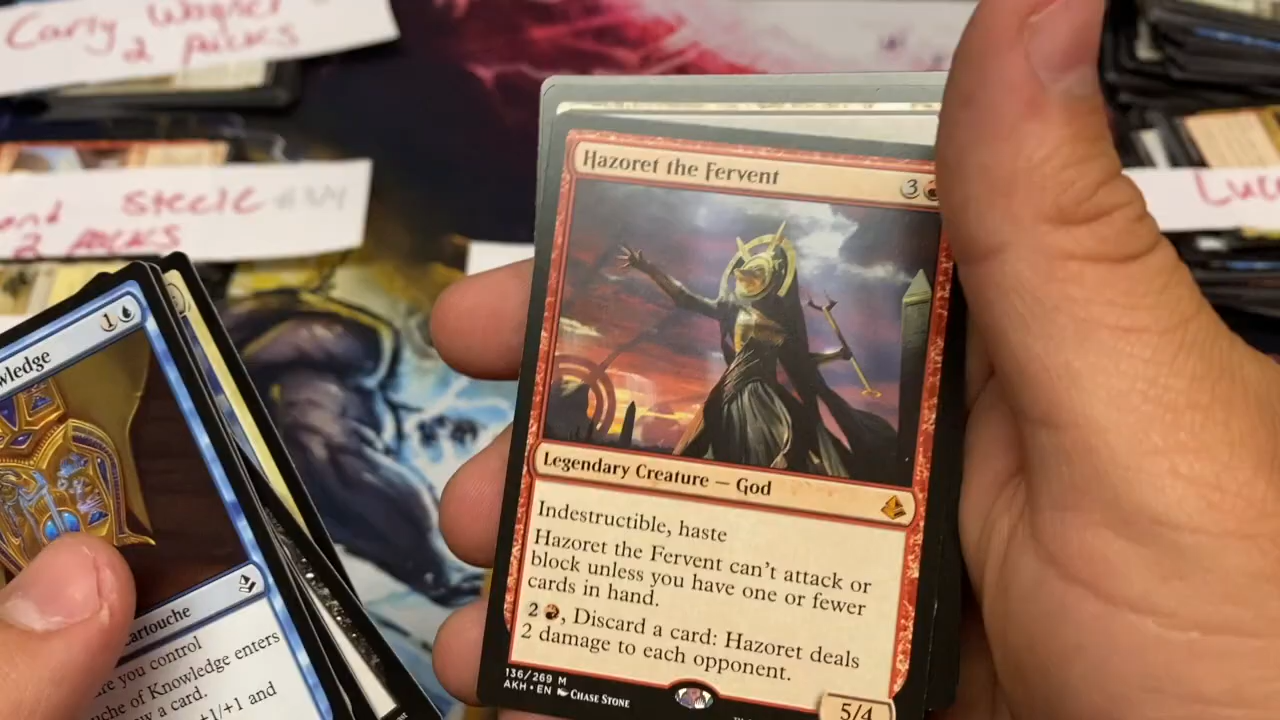 Carly Wagner
2 PACKS
Steele
2 PACKS
Hazoret the Fervent
3
Legendary Creature — God
Indestructible, haste
Hazoret the Fervent can't attack or
block unless you have one or fewer
cards in hand.
2 , Discard a card: Hazoret deals
2 damage to each opponent.
136/269 M
AKH • EN CHASE STONE
5/4
1
wledge
artouche
re you control
uche of Knowledge enters
w a card.
+1/+1 and
Luc